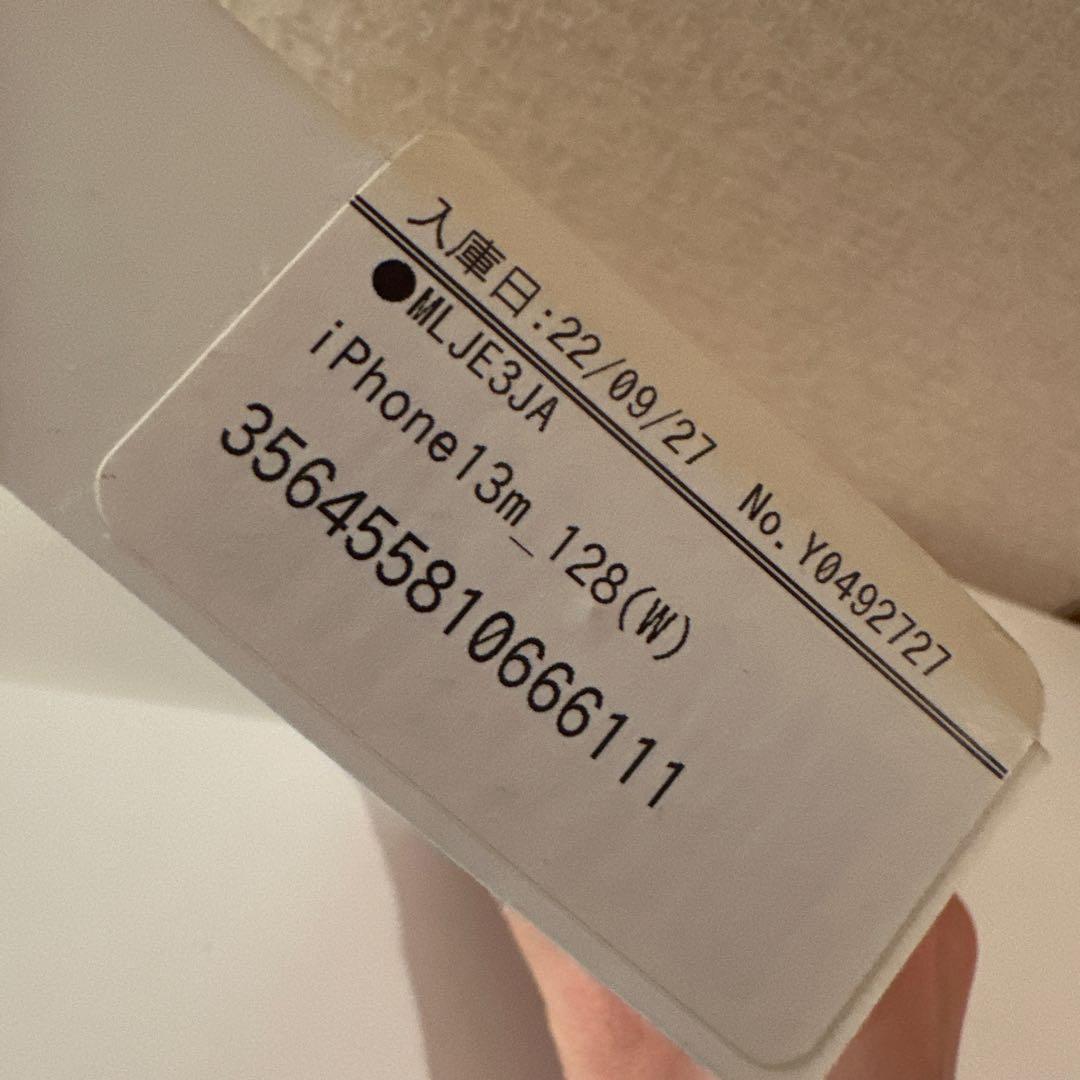 入庫日:22/09/27 No.Y0492727
●MLJE3JA
iPhone13m_128(W)
356455810666111